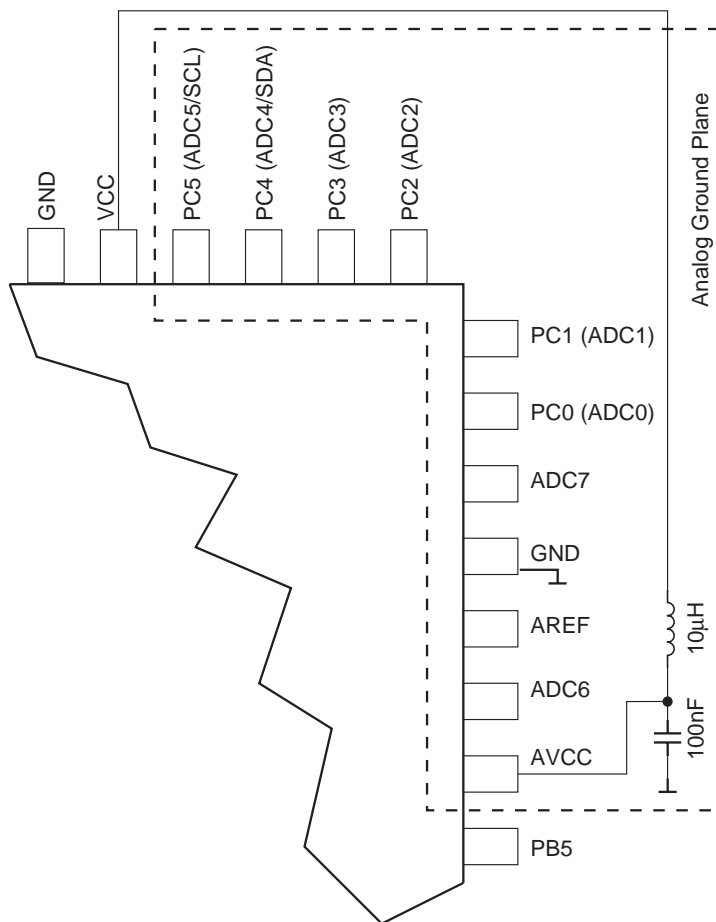 GND
VCC
PC5 (ADC5/SCL)
PC4 (ADC4/SDA)
PC3 (ADC3)
PC2 (ADC2)
Analog Ground Plane
PC1 (ADC1)
PC0 (ADC0)
ADC7
GND
AREF
ADC6
AVCC
PB5
10µH
100nF